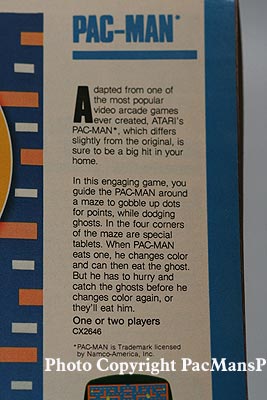 PAC-MAN*
Adapted from one of
the most popular
video arcade games
ever created, ATARI's
PAC-MAN*, which differs
slightly from the original, is
sure to be a big hit in your
home.
In this engaging game, you
guide the PAC-MAN around
a maze to gobble up dots
for points, while dodging
ghosts. In the four corners
of the maze are special
tablets. When PAC-MAN
eats one, he changes color
and can then eat the ghost.
But he has to hurry and
catch the ghosts before he
changes color again, or
they'll eat him.
One or two players
CX2646
*PAC-MAN is Trademark licensed
by Namco-America, Inc.
Photo Copyright PacMansP